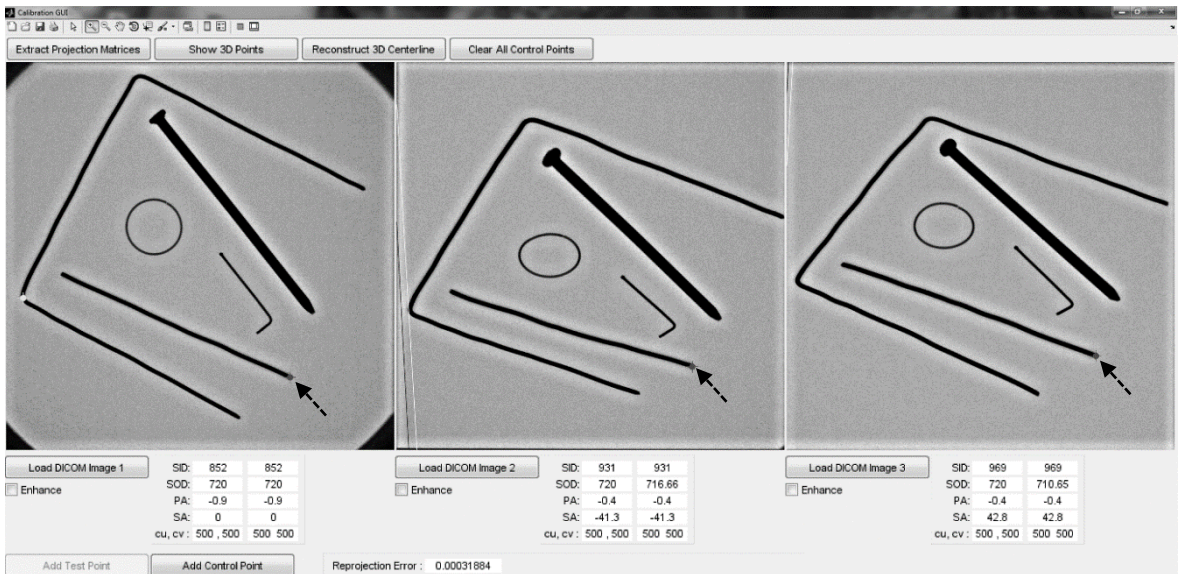 Calibration GUI
Extract Projection Matrices Show 3D Points Reconstruct 3D Centerline Clear All Control Points
Load DICOM Image 1 SID: 852 852 Load DICOM Image 2 SID: 931 931 Load DICOM Image 3 SID: 969 969
Enhance SOD: 720 720 Enhance SOD: 720 716.66 Enhance SOD: 720 710.65
PA: -0.9 -0.9 PA: -0.4 -0.4 PA: -0.4 -0.4
SA: 0 0 SA: -41.3 -41.3 SA: 42.8 42.8
cu, cv : 500 , 500 500 500 cu, cv : 500 , 500 500 500 cu, cv : 500 , 500 500 500
Add Test Point Add Control Point Reprojection Error : 0.00031884